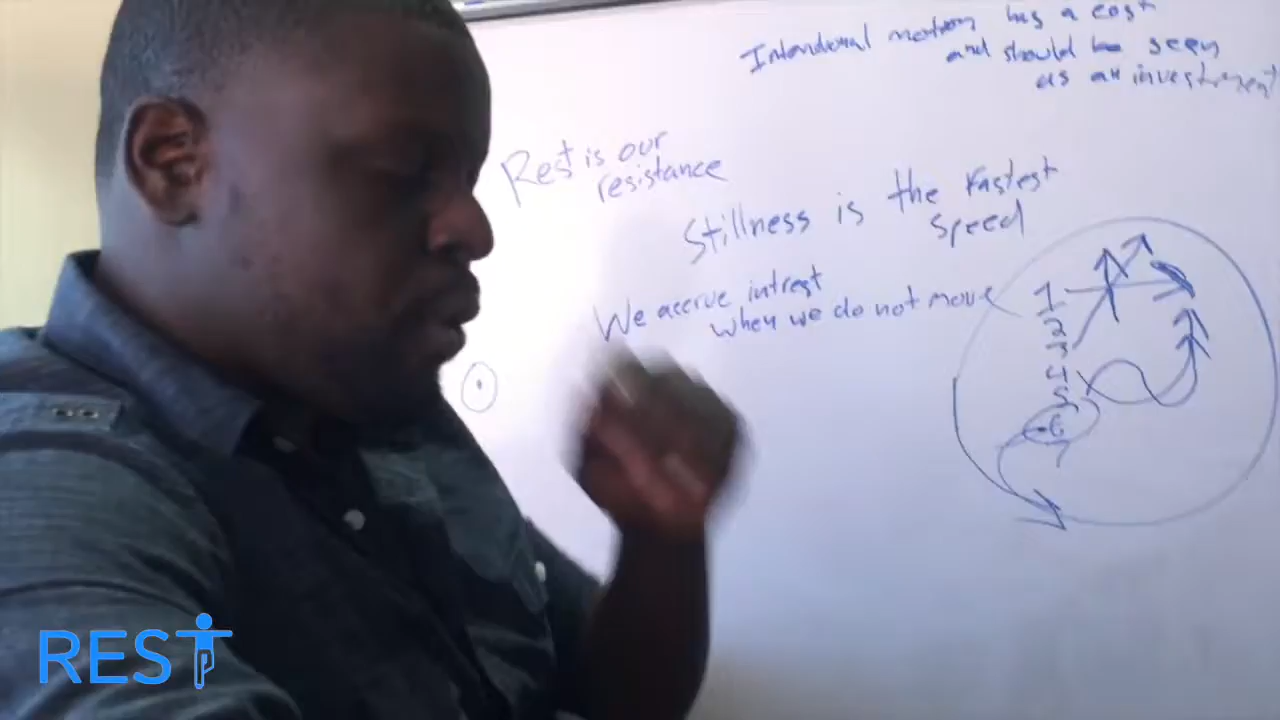 Intentional motion has a cost
and should be seen
as an investment
Rest is our
resistance
Stillness is the Fastest
speed
We accrue intrest
when we do not move
1
2
3
4
5
6
7
REST